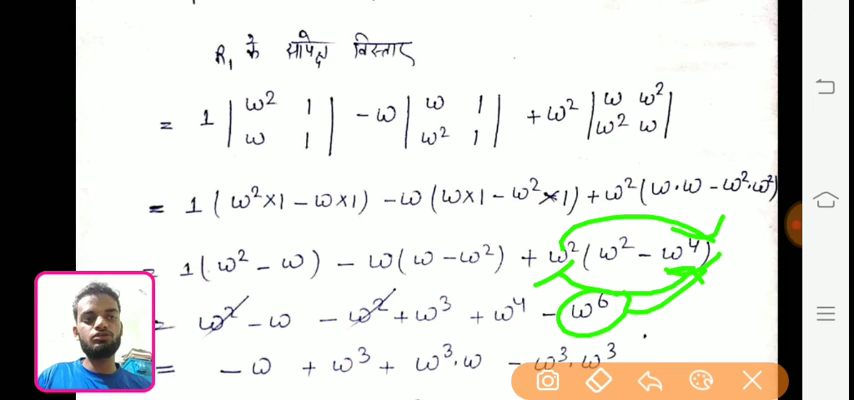 R₁ के सापेक्ष विस्तार
= 1 | ω² 1 ; ω 1 | - ω | ω 1 ; ω² 1 | + ω² | ω ω² ; ω² ω |
= 1 ( ω²×1 - ω×1) - ω (ω×1 - ω²×1) + ω² (ω·ω - ω²·ω²)
= 1(ω² - ω) - ω(ω - ω²) + ω²(ω² - ω⁴)
= ω² - ω - ω² + ω³ + ω⁴ - ω⁶
= - ω + ω³ + ω³·ω - ω³·ω³